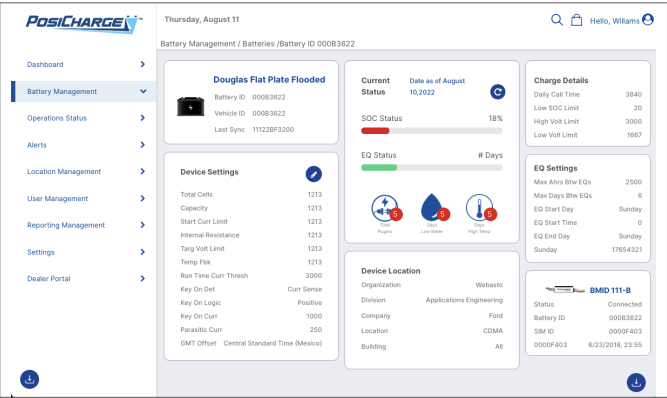 POSICHARGE
Thursday, August 11
Hello, Willams
Battery Management / Batteries /Battery ID 000B3622
Dashboard
Battery Management
Operations Status
Alerts
Location Management
User Management
Reporting Management
Settings
Dealer Portal
Douglas Flat Plate Flooded
Battery ID 000B3622
Vehicle ID 000B3622
Last Sync 11122BF3200
Device Settings
Total Cells 1213
Capacity 1213
Start Curr Limit 1213
Internal Resistance 1213
Targ Volt Limit 1213
Temp Fbk 1213
Run Time Curr Thresh 3000
Key On Det Curr Sense
Key On Logic Positive
Key On Curr 1000
Parasitic Curr 250
GMT Offset Central Standard Time (Mexico)
Current Status
Date as of August 10,2022
SOC Status 18%
EQ Status # Days
5
5
5
Total Plugins
Days Low Water
Days High Temp
Device Location
Organization Webasto
Division Applications Engineering
Company Ford
Location CDMA
Building All
Charge Details
Daily Call Time 3840
Low SOC Limit 20
High Volt Limit 3000
Low Volt Limit 1667
EQ Settings
Max Ahrs Btw EQs 2500
Max Days Btw EQs 6
EQ Start Day Sunday
EQ Start Time 0
EQ End Day Sunday
Sunday 17654321
BMID 111-B
Status Connected
Battery ID 000B3622
SIM ID 0000F403
0000F403 6/23/2018, 23:55